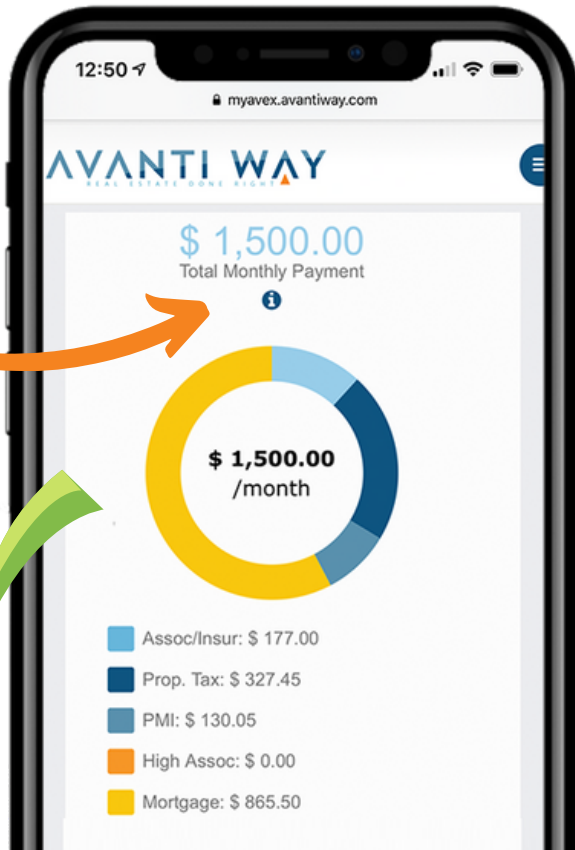 12:50
myavex.avantiway.com
AVANTI WAY
REAL ESTATE DONE RIGHT
$ 1,500.00
Total Monthly Payment
i
$ 1,500.00
/month
Assoc/Insur: $ 177.00
Prop. Tax: $ 327.45
PMI: $ 130.05
High Assoc: $ 0.00
Mortgage: $ 865.50